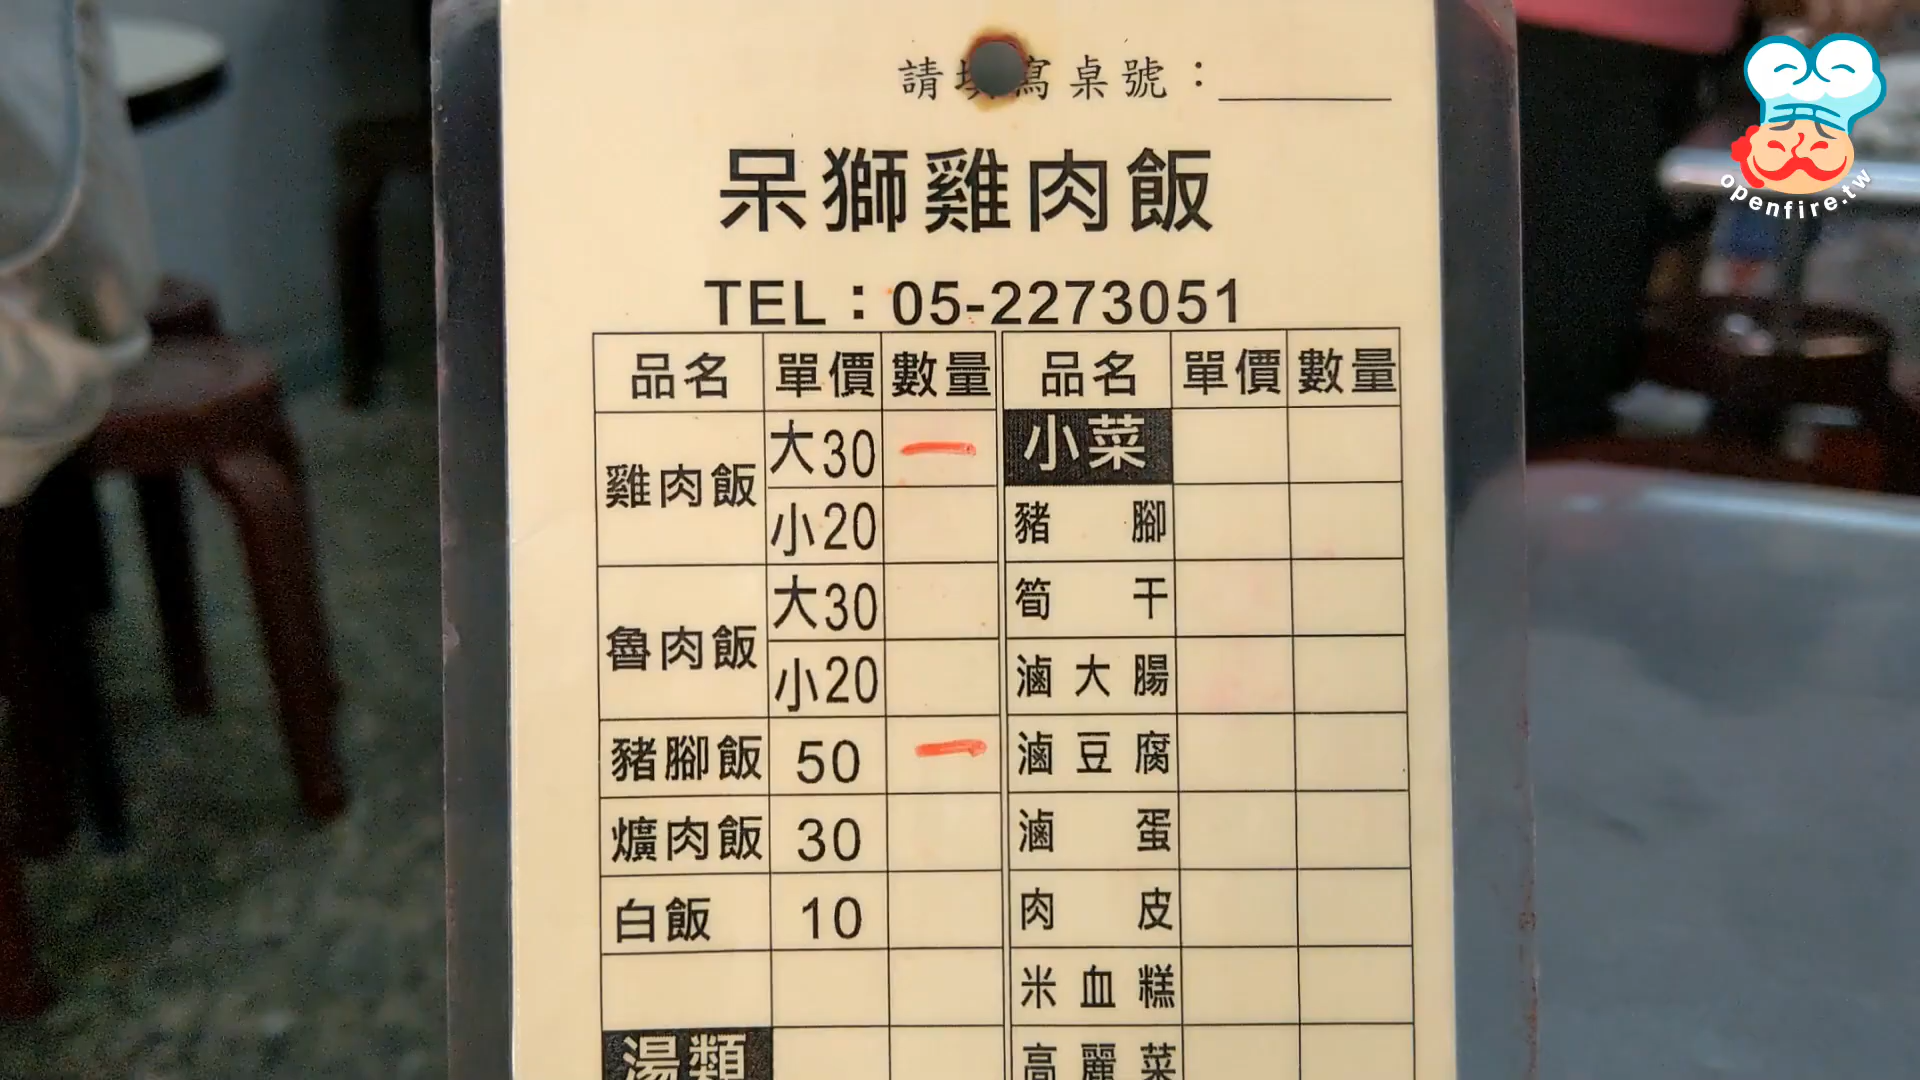 請填寫桌號：
呆獅雞肉飯
TEL：05-2273051
品名 單價 數量 品名 單價 數量
雞肉飯 大30 一 小菜
小20 豬腳
魯肉飯 大30 筍干
小20 滷大腸
豬腳飯 50 一 滷豆腐
爌肉飯 30 滷蛋
白飯 10 肉皮
米血糕
湯類 高麗菜
openfire.tw